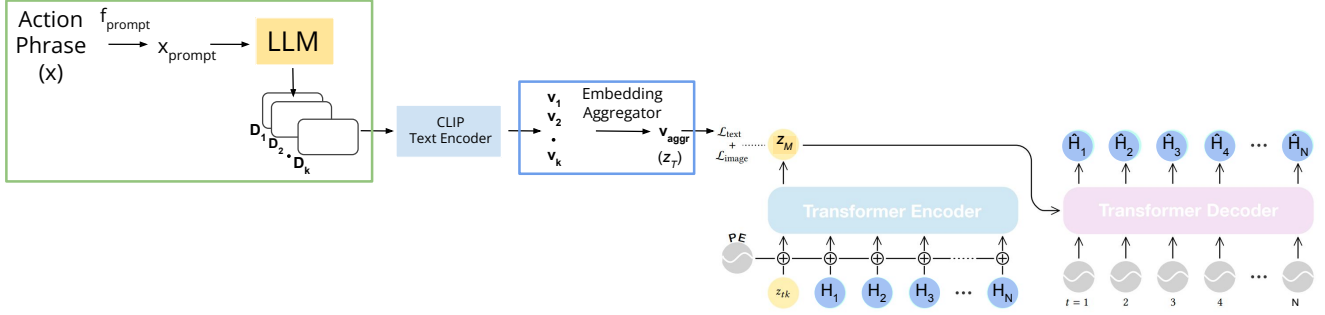 Action
Phrase
(x)
f_prompt
x_prompt
LLM
D_1
D_2
.
D_k
CLIP
Text Encoder
v_1
v_2
.
v_k
Embedding
Aggregator
v_aggr
(z_T)
ℒ_text
+
ℒ_image
z_M
Transformer Encoder
PE
z_tk
H_1
H_2
H_3
...
H_N
Ĥ_1
Ĥ_2
Ĥ_3
Ĥ_4
...
Ĥ_N
Transformer Decoder
t = 1
2
3
4
...
N